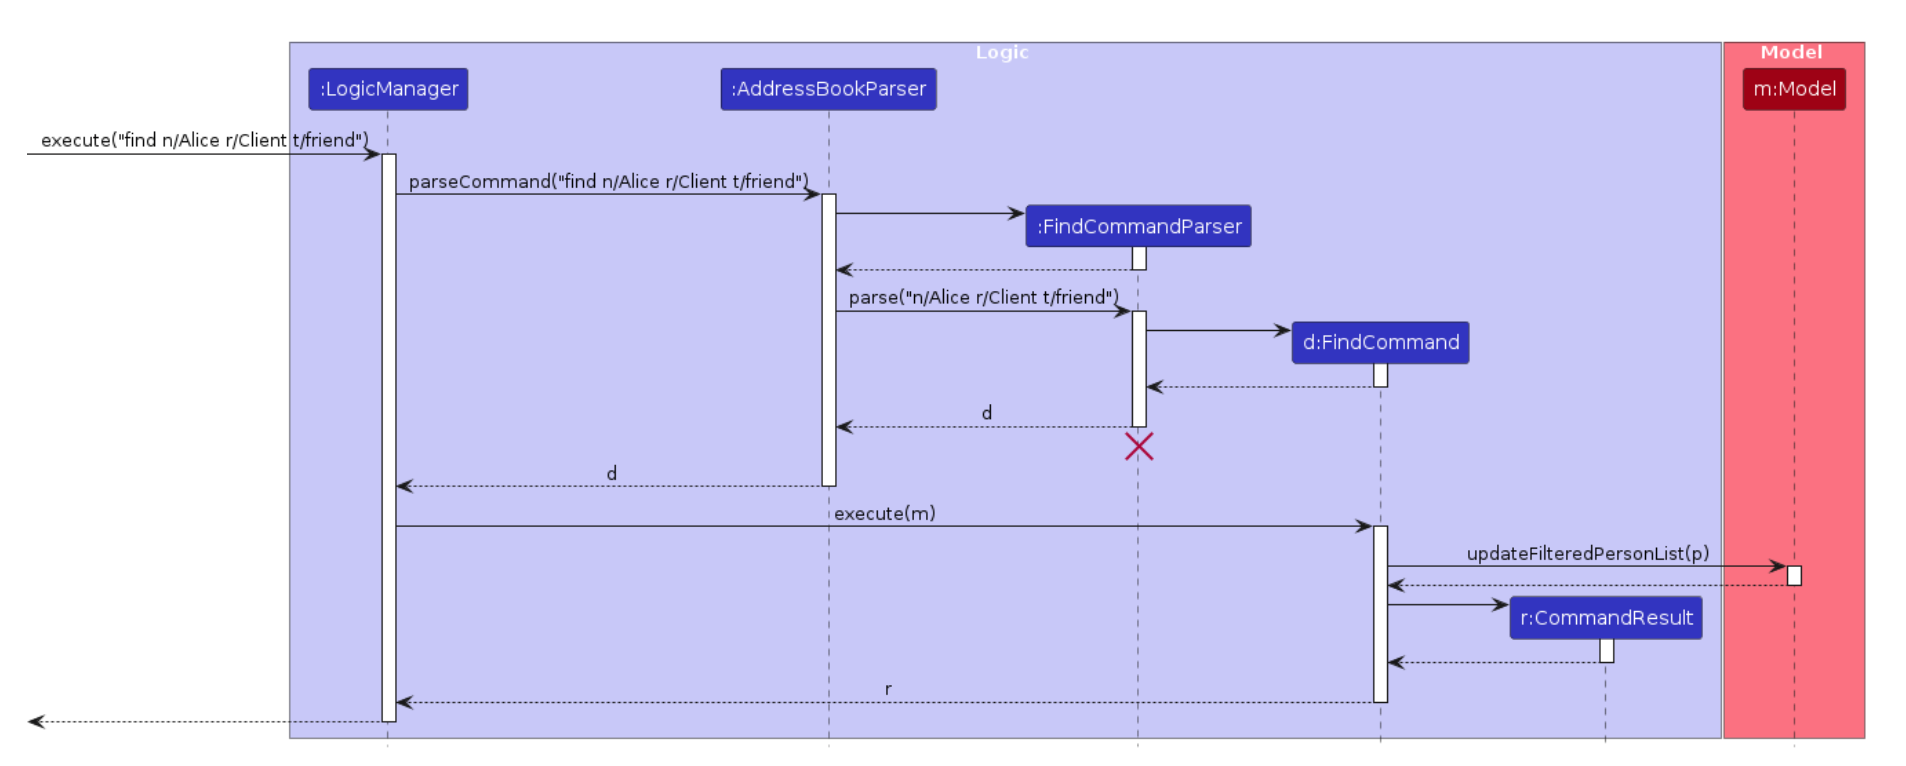 Logic
Model
:LogicManager
:AddressBookParser
m:Model
execute("find n/Alice r/Client t/friend")
parseCommand("find n/Alice r/Client t/friend")
:FindCommandParser
parse("n/Alice r/Client t/friend")
d:FindCommand
d
d
execute(m)
updateFilteredPersonList(p)
r:CommandResult
r